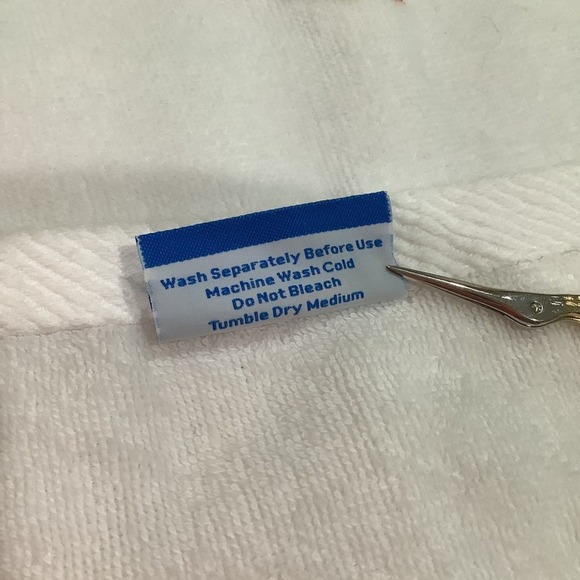 Wash Separately Before Use
Machine Wash Cold
Do Not Bleach
Tumble Dry Medium